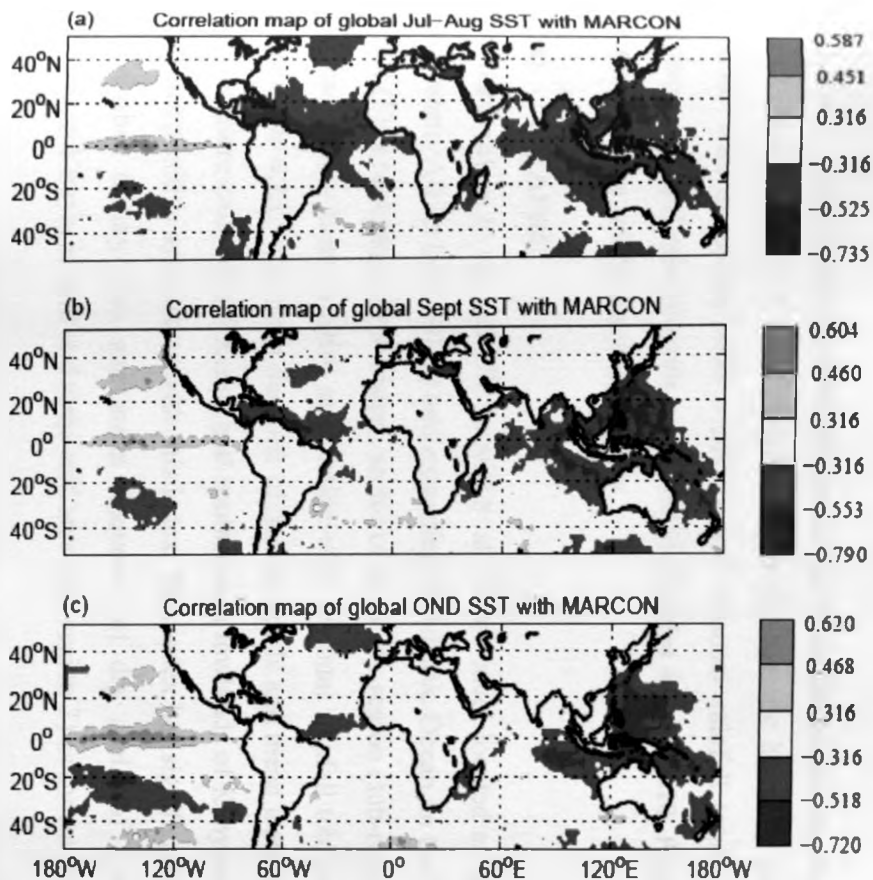 (a) Correlation map of global Jul–Aug SST with MARCON
40°N
20°N
0°
20°S
40°S
0.587
0.451
0.316
−0.316
−0.525
−0.735
(b) Correlation map of global Sept SST with MARCON
40°N
20°N
0°
20°S
40°S
0.604
0.460
0.316
−0.316
−0.553
−0.790
(c) Correlation map of global OND SST with MARCON
40°N
20°N
0°
20°S
40°S
0.620
0.468
0.316
−0.316
−0.518
−0.720
180°W 120°W 60°W 0° 60°E 120°E 180°W